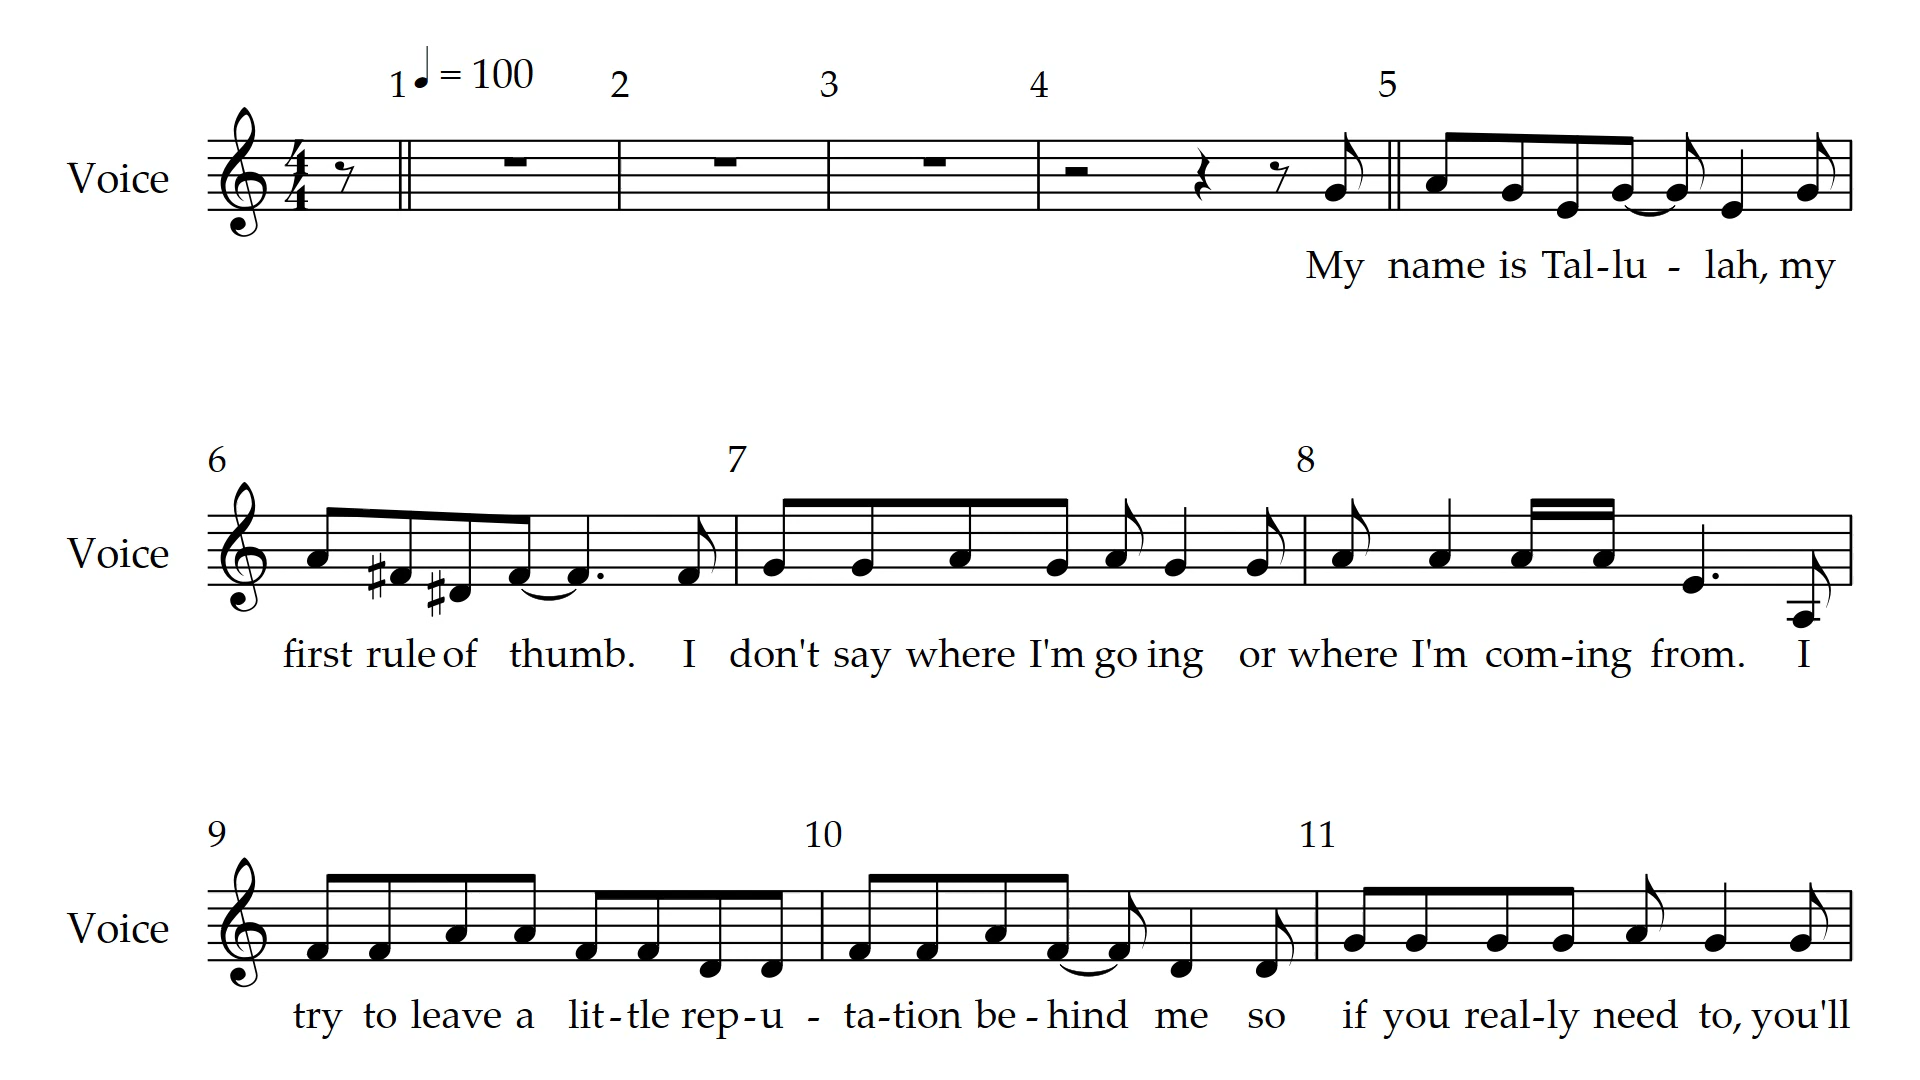 1 ♩ = 100 2 3 4 5
4
4
Voice
My name is Tal-lu - lah, my
6 7 8
Voice
first rule of thumb. I don't say where I'm go ing or where I'm com-ing from. I
9 10 11
Voice
try to leave a lit-tle rep-u - ta-tion be-hind me so if you real-ly need to, you'll